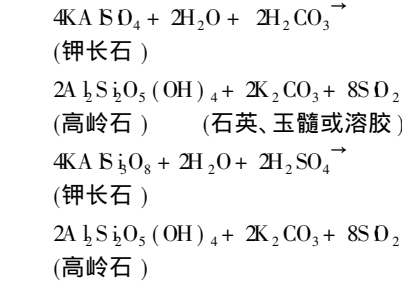 4KAlSiO₄ + 2H₂O + 2H₂CO₃→
(钾长石)
2Al₂Si₂O₅(OH)₄ + 2K₂CO₃ + 8SiO₂
(高岭石) (石英、玉髓或溶胶)
4KAlSi₃O₈ + 2H₂O + 2H₂SO₄→
(钾长石)
2Al₂Si₂O₅(OH)₄ + 2K₂CO₃ + 8SiO₂
(高岭石)